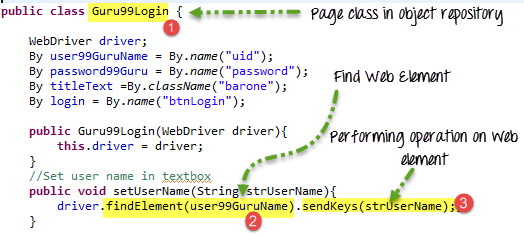 public class Guru99Login {
Page class in object repository
1
WebDriver driver;
By user99GuruName = By.name("uid");
By password99Guru = By.name("password");
By titleText =By.className("barone");
By login = By.name("btnLogin");
Find Web Element
public Guru99Login(WebDriver driver){
this.driver = driver;
}
Performing operation on Web
element
//Set user name in textbox
public void setUserName(String strUserName){
driver.findElement(user99GuruName).sendKeys(strUserName);
2
3
}